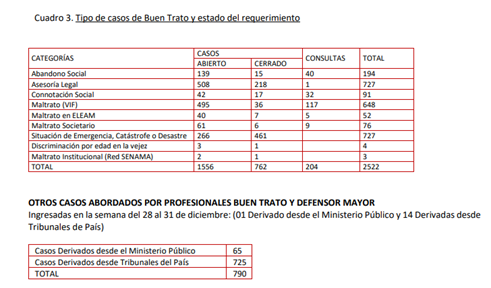 Cuadro 3. Tipo de casos de Buen Trato y estado del requerimiento
CATEGORÍAS CASOS CONSULTAS TOTAL
ABIERTO CERRADO
Abandono Social 139 15 40 194
Asesoría Legal 508 218 1 727
Connotación Social 42 17 32 91
Maltrato (VIF) 495 36 117 648
Maltrato en ELEAM 40 7 5 52
Maltrato Societario 61 6 9 76
Situación de Emergencia, Catástrofe o Desastre 266 461 727
Discriminación por edad en la vejez 3 1 4
Maltrato Institucional (Red SENAMA) 2 1 3
TOTAL 1556 762 204 2522
OTROS CASOS ABORDADOS POR PROFESIONALES BUEN TRATO Y DEFENSOR MAYOR
Ingresadas en la semana del 28 al 31 de diciembre: (01 Derivado desde el Ministerio Público y 14 Derivadas desde
Tribunales de País)
Casos Derivados desde el Ministerio Público 65
Casos Derivados desde Tribunales del País 725
TOTAL 790